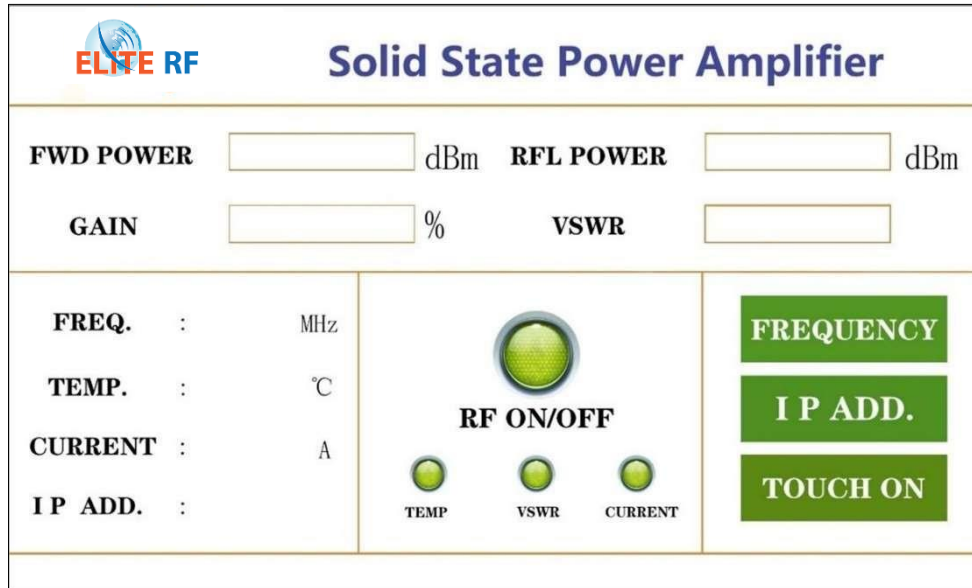 ELITE RF
Solid State Power Amplifier
FWD POWER dBm RFL POWER dBm
GAIN % VSWR
FREQ. : MHz
TEMP. : ℃
CURRENT : A
I P ADD. :
RF ON/OFF
TEMP VSWR CURRENT
FREQUENCY
I P ADD.
TOUCH ON